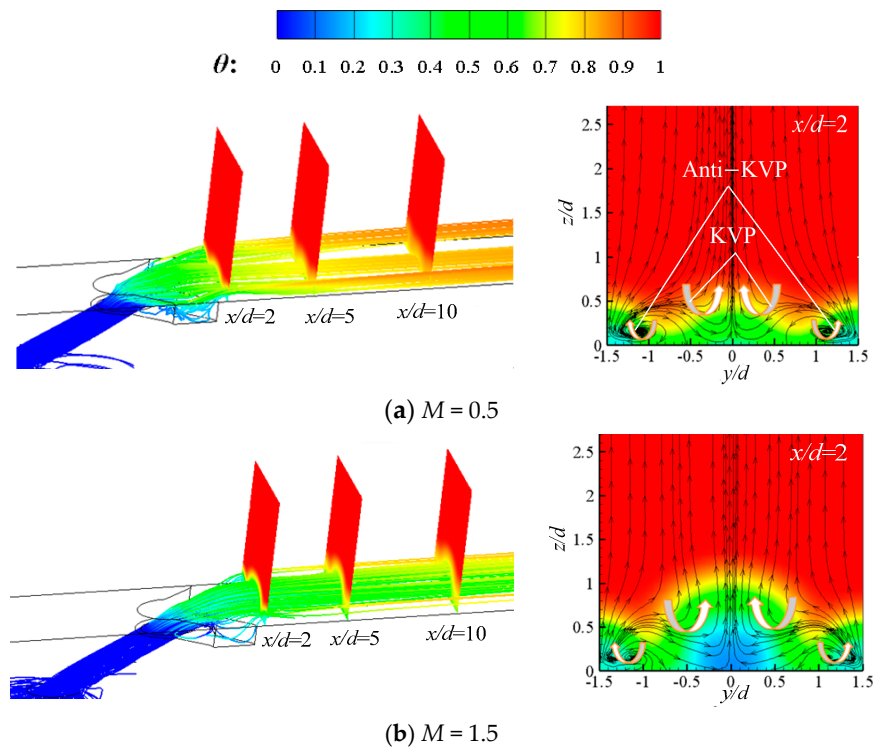 θ: 0 0.1 0.2 0.3 0.4 0.5 0.6 0.7 0.8 0.9 1
x/d=2 x/d=5 x/d=10
x/d=2
Anti−KVP
KVP
z/d
2.5
2
1.5
1
0.5
0
-1.5 -1 -0.5 0 0.5 1 1.5
y/d
(a) M = 0.5
x/d=2 x/d=5 x/d=10
x/d=2
z/d
2.5
2
1.5
1
0.5
0
-1.5 -1 -0.5 0 0.5 1 1.5
y/d
(b) M = 1.5